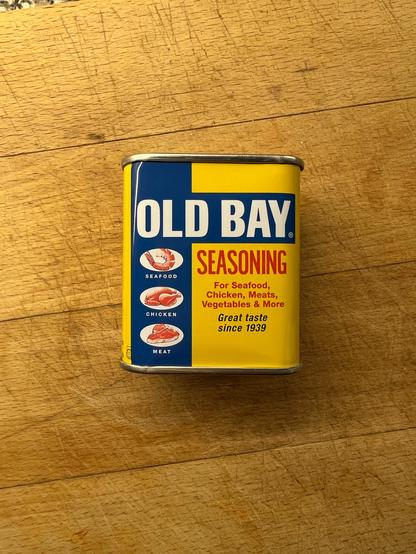 OLD BAY®
SEASONING
For Seafood,
Chicken, Meats,
Vegetables & More
Great taste
since 1939
SEAFOOD
CHICKEN
MEAT